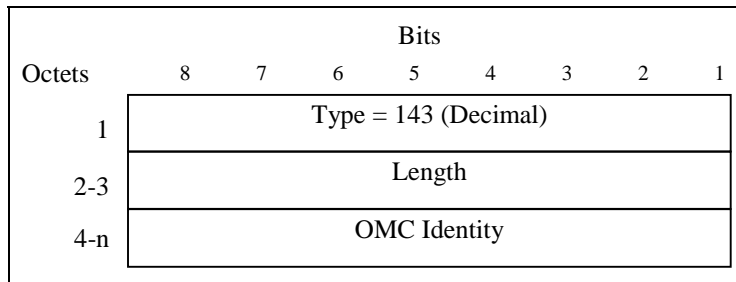 Bits
Octets 8 7 6 5 4 3 2 1
1 Type = 143 (Decimal)
2-3 Length
4-n OMC Identity